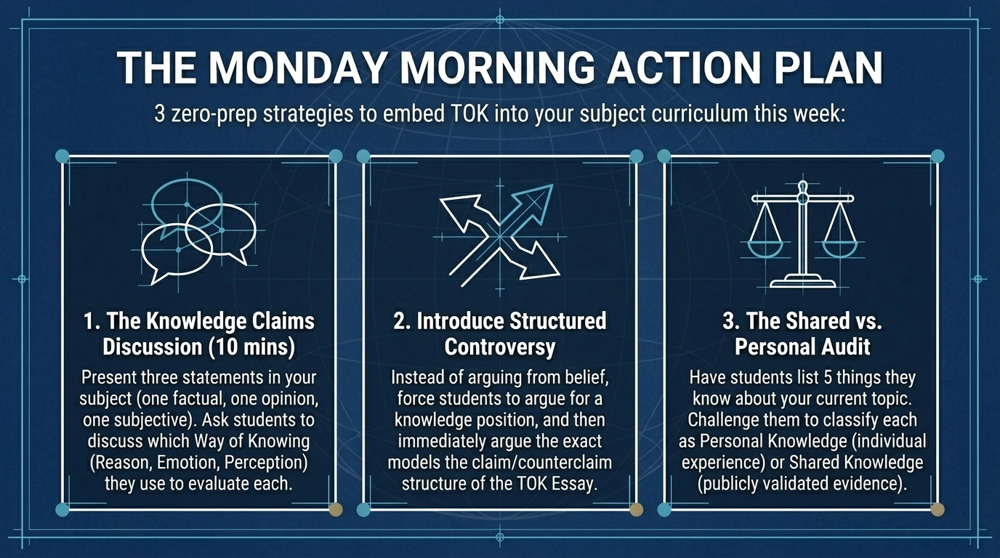 THE MONDAY MORNING ACTION PLAN
3 zero-prep strategies to embed TOK into your subject curriculum this week:
1. The Knowledge Claims
Discussion (10 mins)
Present three statements in your
subject (one factual, one opinion,
one subjective). Ask students to
discuss which Way of Knowing
(Reason, Emotion, Perception)
they use to evaluate each.
2. Introduce Structured
Controversy
Instead of arguing from belief,
force students to argue for a
knowledge position, and then
immediately argue the exact
models the claim/counterclaim
structure of the TOK Essay.
3. The Shared vs.
Personal Audit
Have students list 5 things they
know about your current topic.
Challenge them to classify each
as Personal Knowledge (individual
experience) or Shared Knowledge
(publicly validated evidence).